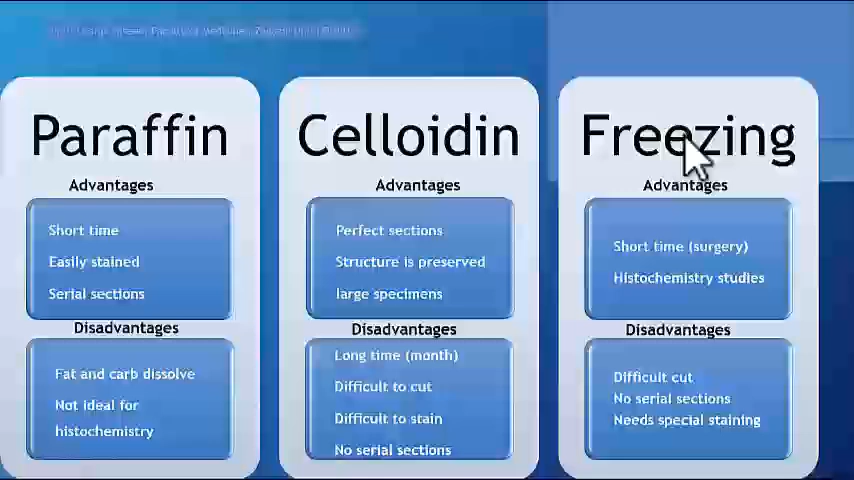 Paraffin
Advantages
Short time
Easily stained
Serial sections
Disadvantages
Fat and carb dissolve
Not ideal for
histochemistry
Celloidin
Advantages
Perfect sections
Structure is preserved
large specimens
Disadvantages
Long time (month)
Difficult to cut
Difficult to stain
No serial sections
Freezing
Advantages
Short time (surgery)
Histochemistry studies
Disadvantages
Difficult cut
No serial sections
Needs special staining